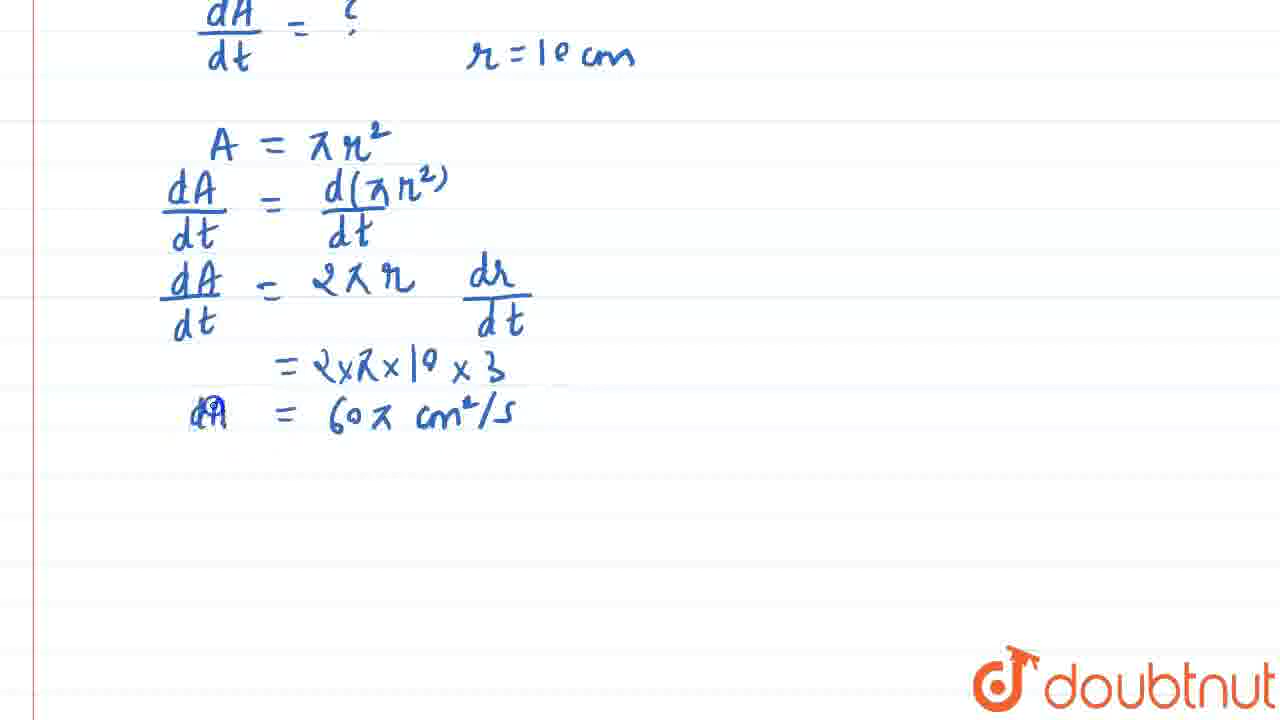 dA/dt = ?
r = 10 cm
A = πr²
dA/dt = d(πr²)/dt
dA/dt = 2πr dr/dt
= 2×π×10×3
dA = 60π cm²/s
doubtnut